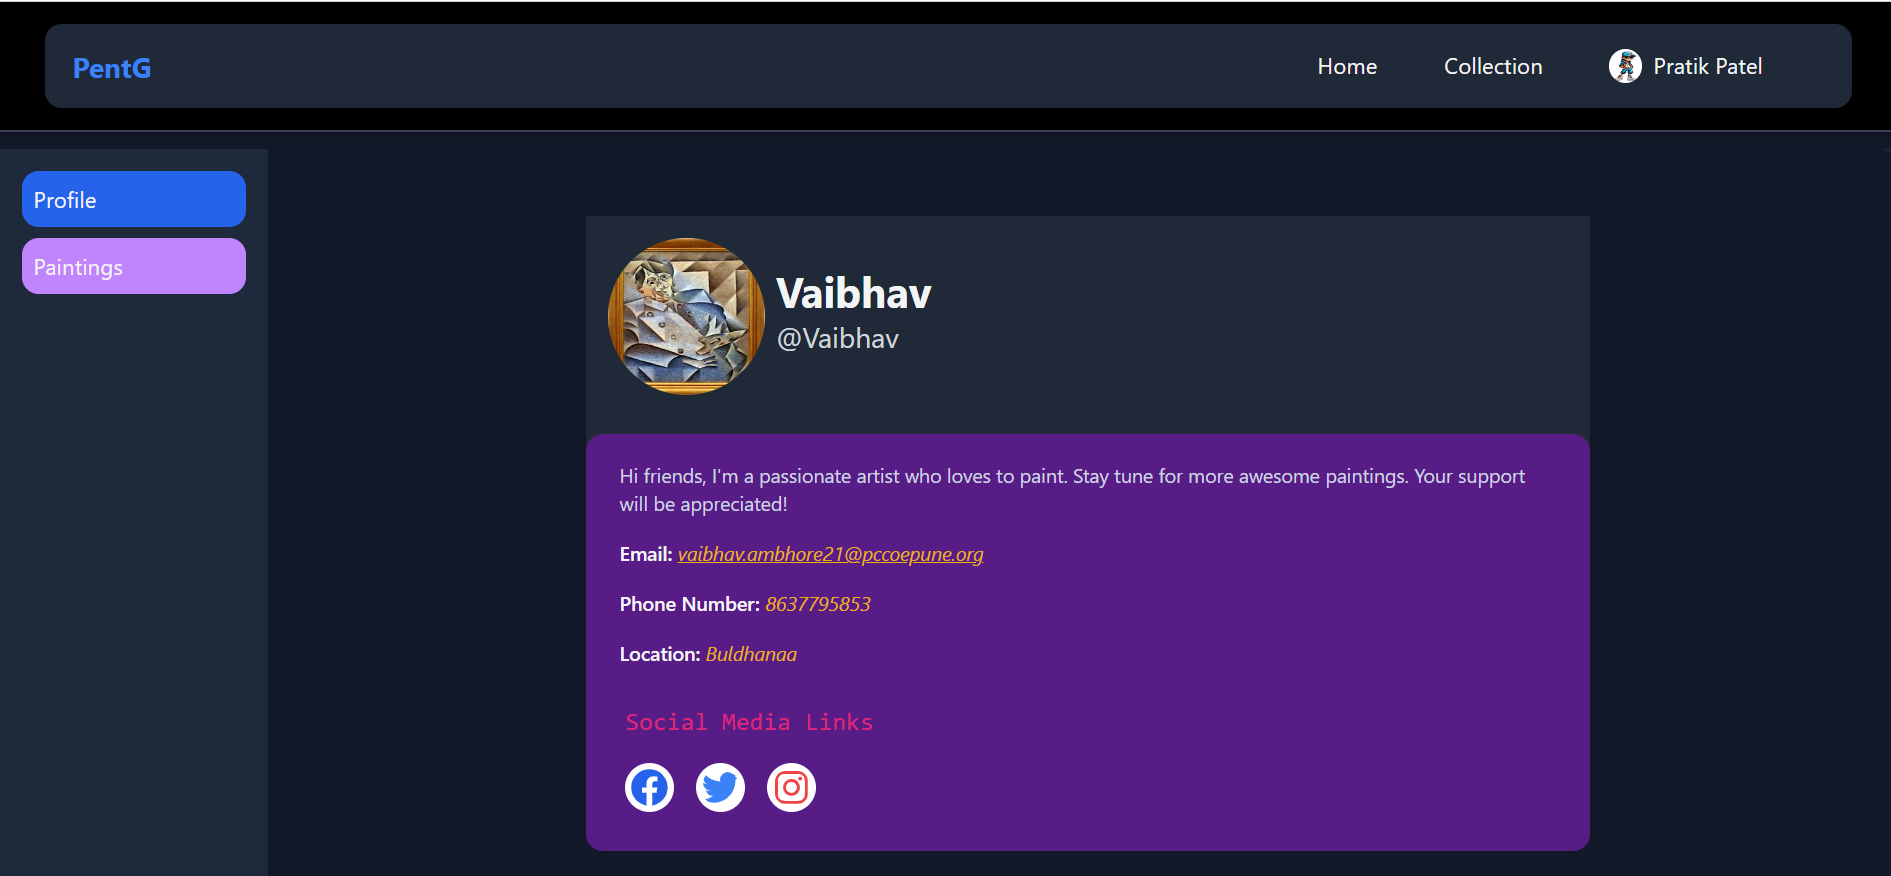 PentG
Home
Collection
Pratik Patel
Profile
Paintings
Vaibhav
@Vaibhav
Hi friends, I'm a passionate artist who loves to paint. Stay tune for more awesome paintings. Your support
will be appreciated!
Email: vaibhav.ambhore21@pccoepune.org
Phone Number: 8637795853
Location: Buldhanaa
Social Media Links